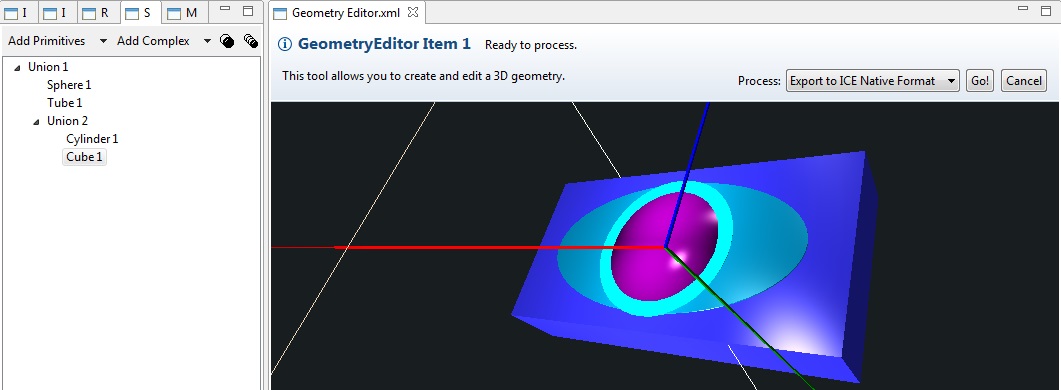 I I R S M
Add Primitives Add Complex
Union 1
Sphere 1
Tube 1
Union 2
Cylinder 1
Cube 1
Geometry Editor.xml
GeometryEditor Item 1 Ready to process.
This tool allows you to create and edit a 3D geometry.
Process: Export to ICE Native Format Go! Cancel